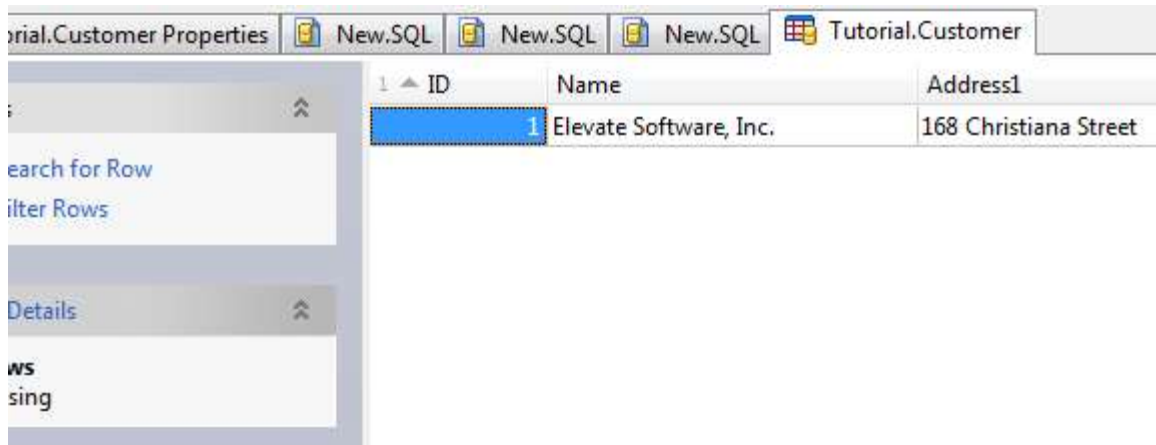 orial.Customer Properties New.SQL New.SQL New.SQL Tutorial.Customer
1 ID Name Address1
1 Elevate Software, Inc. 168 Christiana Street
s
earch for Row
ilter Rows
Details
ws
sing